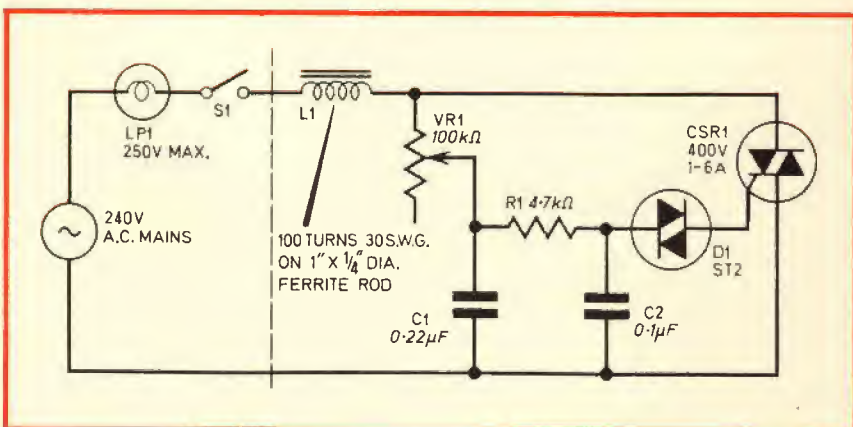 LP1
250V MAX.
S1
L1
VR1
100kΩ
CSR1
400V
1-6A
240V
A.C. MAINS
100 TURNS 30 S.W.G.
ON 1" X 1/4" DIA.
FERRITE ROD
R1 4·7kΩ
D1
ST2
C1
0·22µF
C2
0·1µF